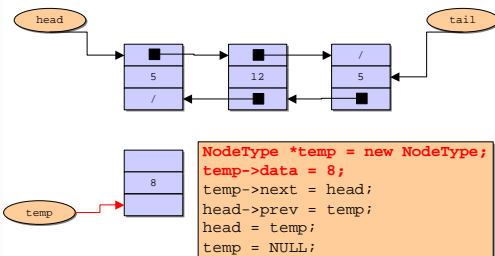 head
tail
/
5
12
5
/
8
temp
NodeType *temp = new NodeType;
temp->data = 8;
temp->next = head;
head->prev = temp;
head = temp;
temp = NULL;